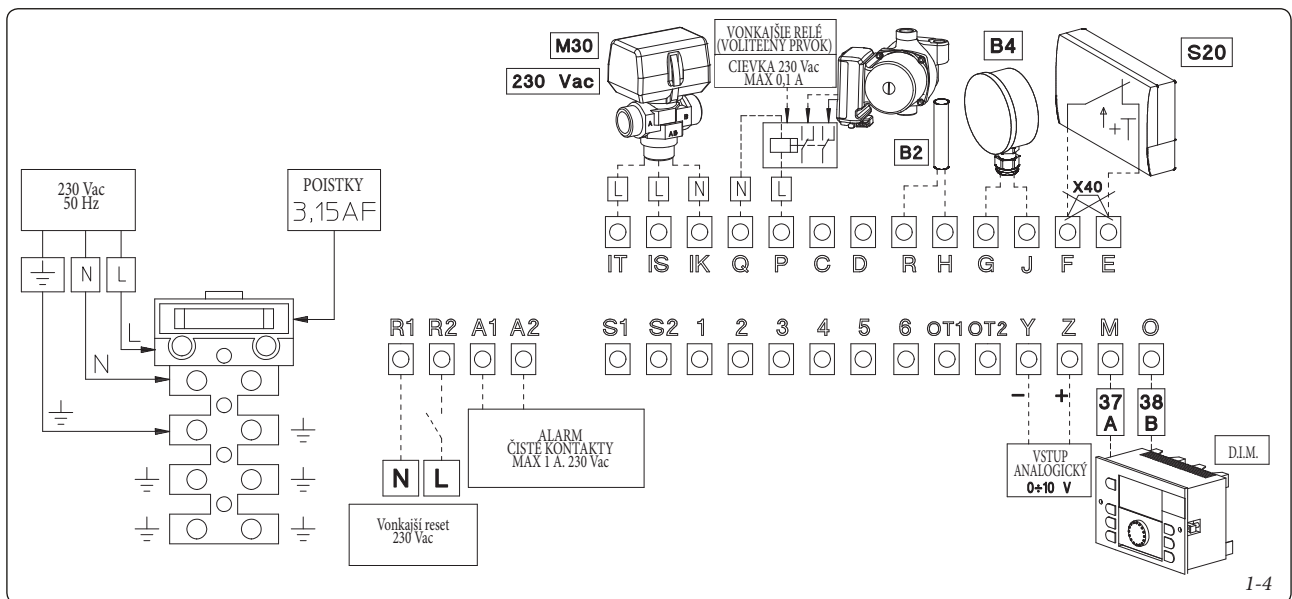 M30
230 Vac
VONKAJŠIE RELÉ
(VOLITEĽNÝ PRVOK)
CIEVKA 230 Vac
MAX 0,1 A
B4
S20
A
B
AB
B2
+T
X40
230 Vac
50 Hz
POISTKY
3,15AF
L L N N L
IT IS IK Q P C D R H G J F E
N L
L
N
R1 R2 A1 A2 S1 S2 1 2 3 4 5 6 OT1 OT2 Y Z M O
- +
37
A
38
B
N L
ALARM
ČISTÉ KONTAKTY
MAX 1 A. 230 Vac
VSTUP
ANALOGICKÝ
0÷10 V
D.I.M.
Vonkajší reset
230 Vac
1-4